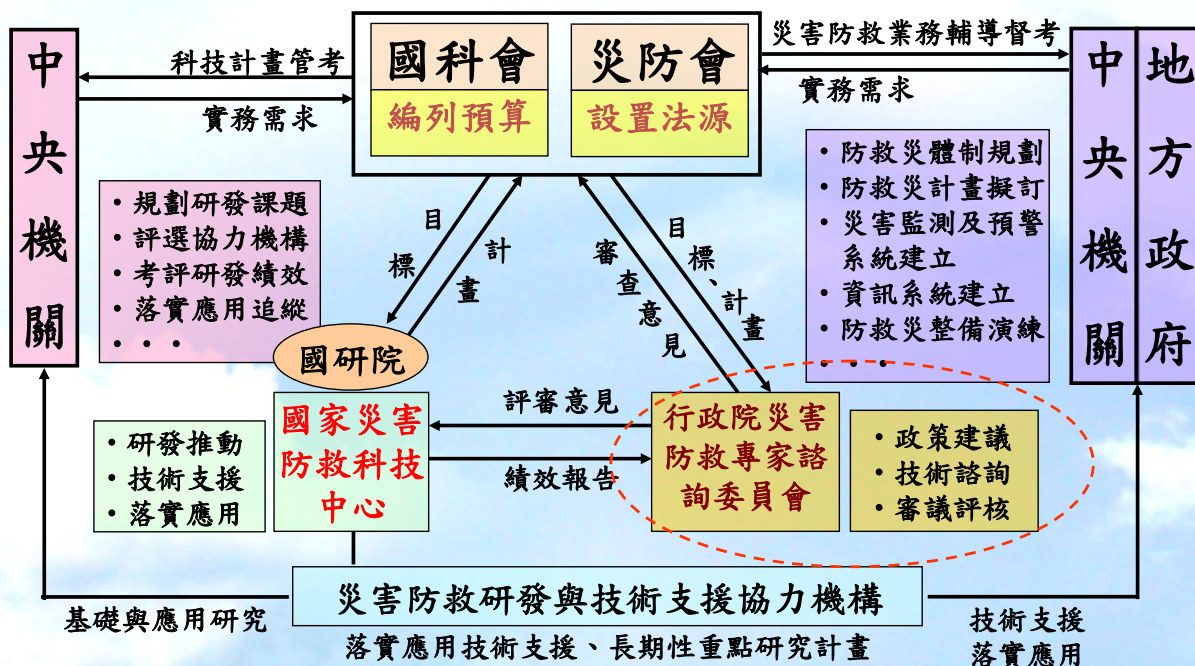 中央機關
科技計畫管考
實務需求
國科會
編列預算
災防會
設置法源
災害防救業務輔導督考
實務需求
中央機關
地方政府
• 規劃研發課題
• 評選協力機構
• 考評研發績效
• 落實應用追縱
• • •
目標
計畫
審查意見
目標、計畫
• 防救災體制規劃
• 防救災計畫擬訂
• 災害監測及預警
系統建立
• 資訊系統建立
• 防救災整備演練
• • •
國研院
國家災害
防救科技
中心
• 研發推動
• 技術支援
• 落實應用
評審意見
績效報告
行政院災害
防救專家諮
詢委員會
• 政策建議
• 技術諮詢
• 審議評核
災害防救研發與技術支援協力機構
基礎與應用研究
落實應用技術支援、長期性重點研究計畫
技術支援
落實應用